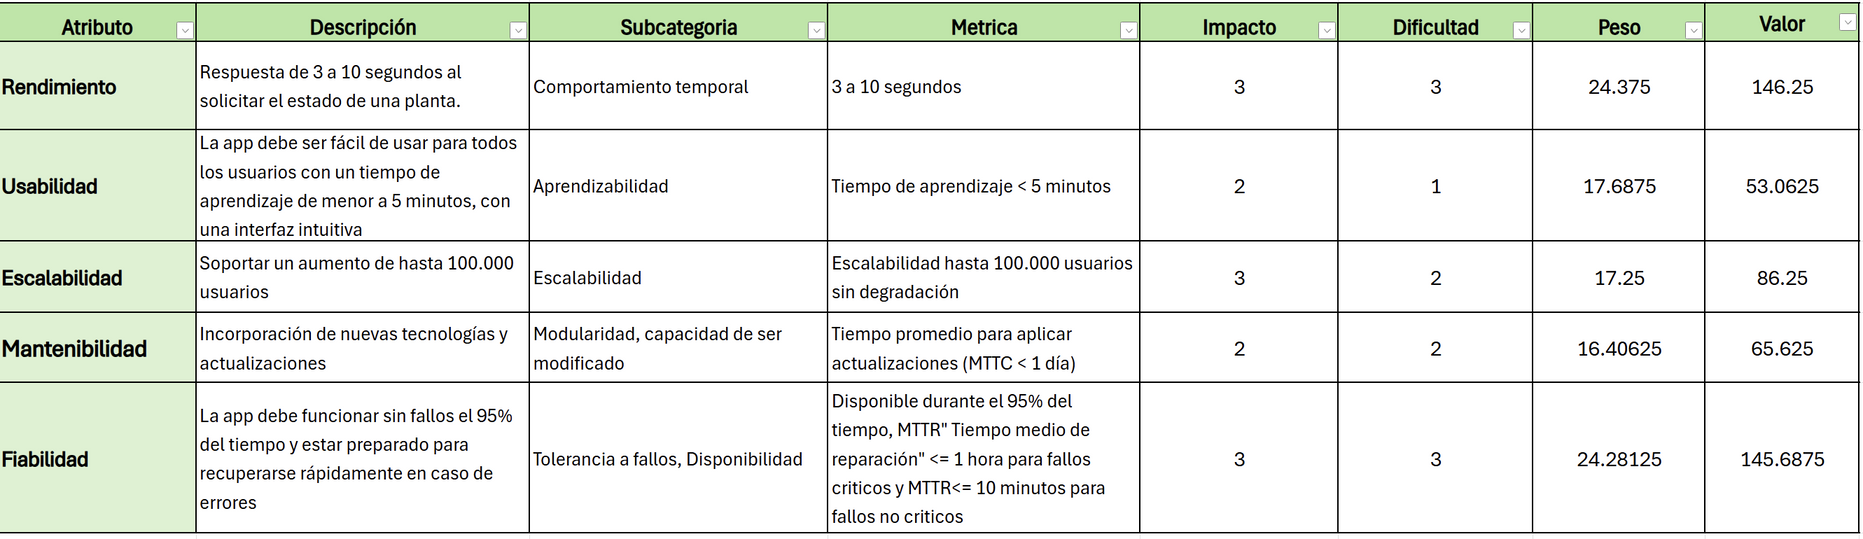 Atributo Descripción Subcategoria Metrica Impacto Dificultad Peso Valor
Rendimiento
Respuesta de 3 a 10 segundos al
solicitar el estado de una planta.
Comportamiento temporal
3 a 10 segundos
3
3
24.375
146.25
Usabilidad
La app debe ser fácil de usar para todos
los usuarios con un tiempo de
aprendizaje de menor a 5 minutos, con
una interfaz intuitiva
Aprendizabilidad
Tiempo de aprendizaje < 5 minutos
2
1
17.6875
53.0625
Escalabilidad
Soportar un aumento de hasta 100.000
usuarios
Escalabilidad
Escalabilidad hasta 100.000 usuarios
sin degradación
3
2
17.25
86.25
Mantenibilidad
Incorporación de nuevas tecnologías y
actualizaciones
Modularidad, capacidad de ser
modificado
Tiempo promedio para aplicar
actualizaciones (MTTC < 1 día)
2
2
16.40625
65.625
Fiabilidad
La app debe funcionar sin fallos el 95%
del tiempo y estar preparado para
recuperarse rápidamente en caso de
errores
Tolerancia a fallos, Disponibilidad
Disponible durante el 95% del
tiempo, MTTR" Tiempo medio de
reparación" <= 1 hora para fallos
criticos y MTTR<= 10 minutos para
fallos no criticos
3
3
24.28125
145.6875